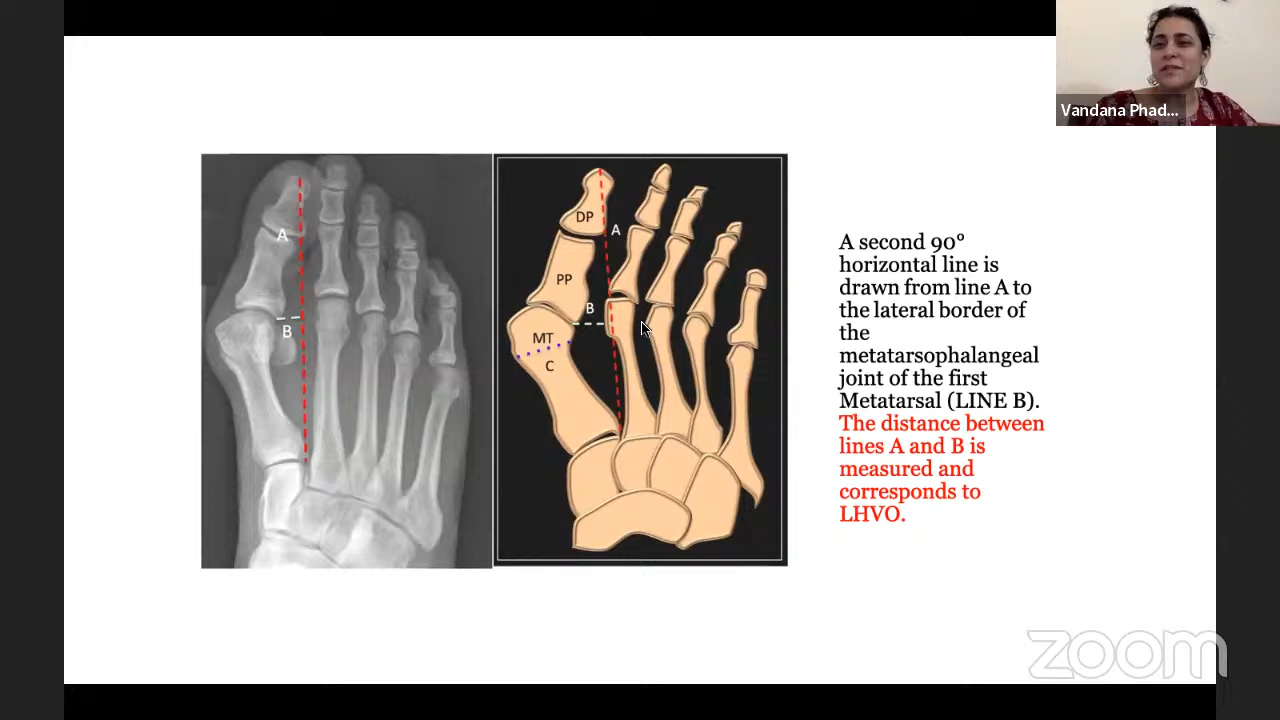 Vandana Phad...
A
B
DP
A
PP
B
MT
C
A second 90°
horizontal line is
drawn from line A to
the lateral border of
the
metatarsophalangeal
joint of the first
Metatarsal (LINE B).
The distance between
lines A and B is
measured and
corresponds to
LHVO.
zoom